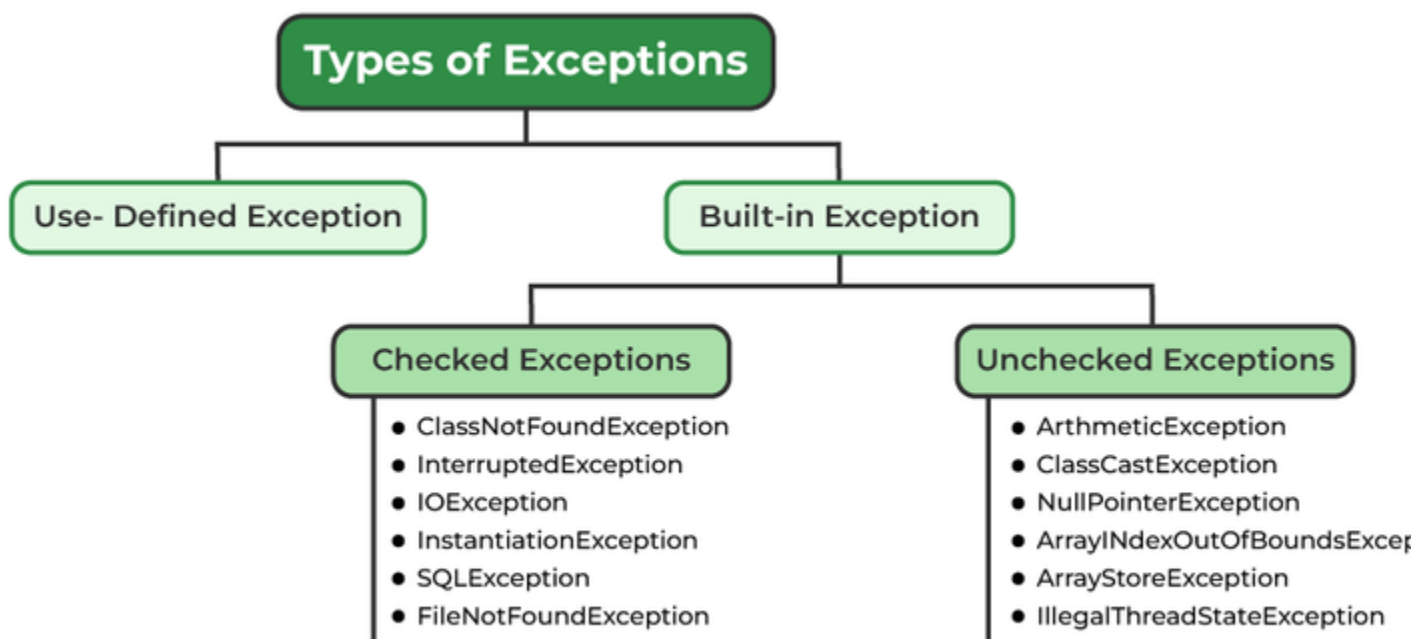 Types of Exceptions
Use- Defined Exception
Built-in Exception
Checked Exceptions
ClassNotFoundException
InterruptedException
IOException
InstantiationException
SQLException
FileNotFoundException
Unchecked Exceptions
ArthmeticException
ClassCastException
NullPointerException
ArrayINdexOutOfBoundsExcep
ArrayStoreException
IllegalThreadStateException